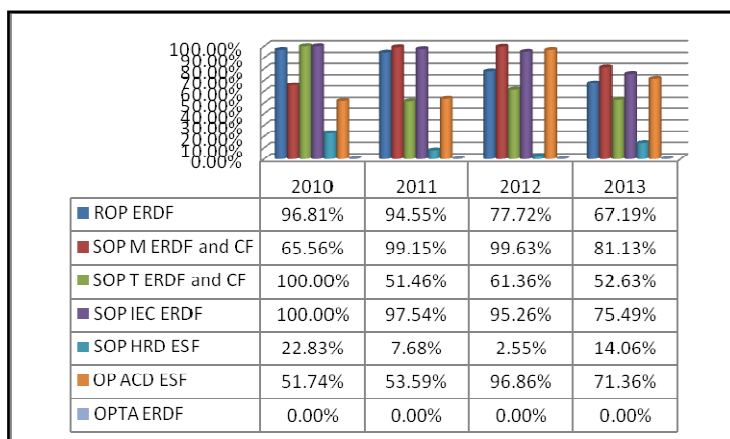 100.00%
90.00%
80.00%
70.00%
60.00%
50.00%
40.00%
30.00%
20.00%
10.00%
0.00%
2010 2011 2012 2013
ROP ERDF 96.81% 94.55% 77.72% 67.19%
SOP M ERDF and CF 65.56% 99.15% 99.63% 81.13%
SOP T ERDF and CF 100.00% 51.46% 61.36% 52.63%
SOP IEC ERDF 100.00% 97.54% 95.26% 75.49%
SOP HRD ESF 22.83% 7.68% 2.55% 14.06%
OP ACD ESF 51.74% 53.59% 96.86% 71.36%
OPTA ERDF 0.00% 0.00% 0.00% 0.00%